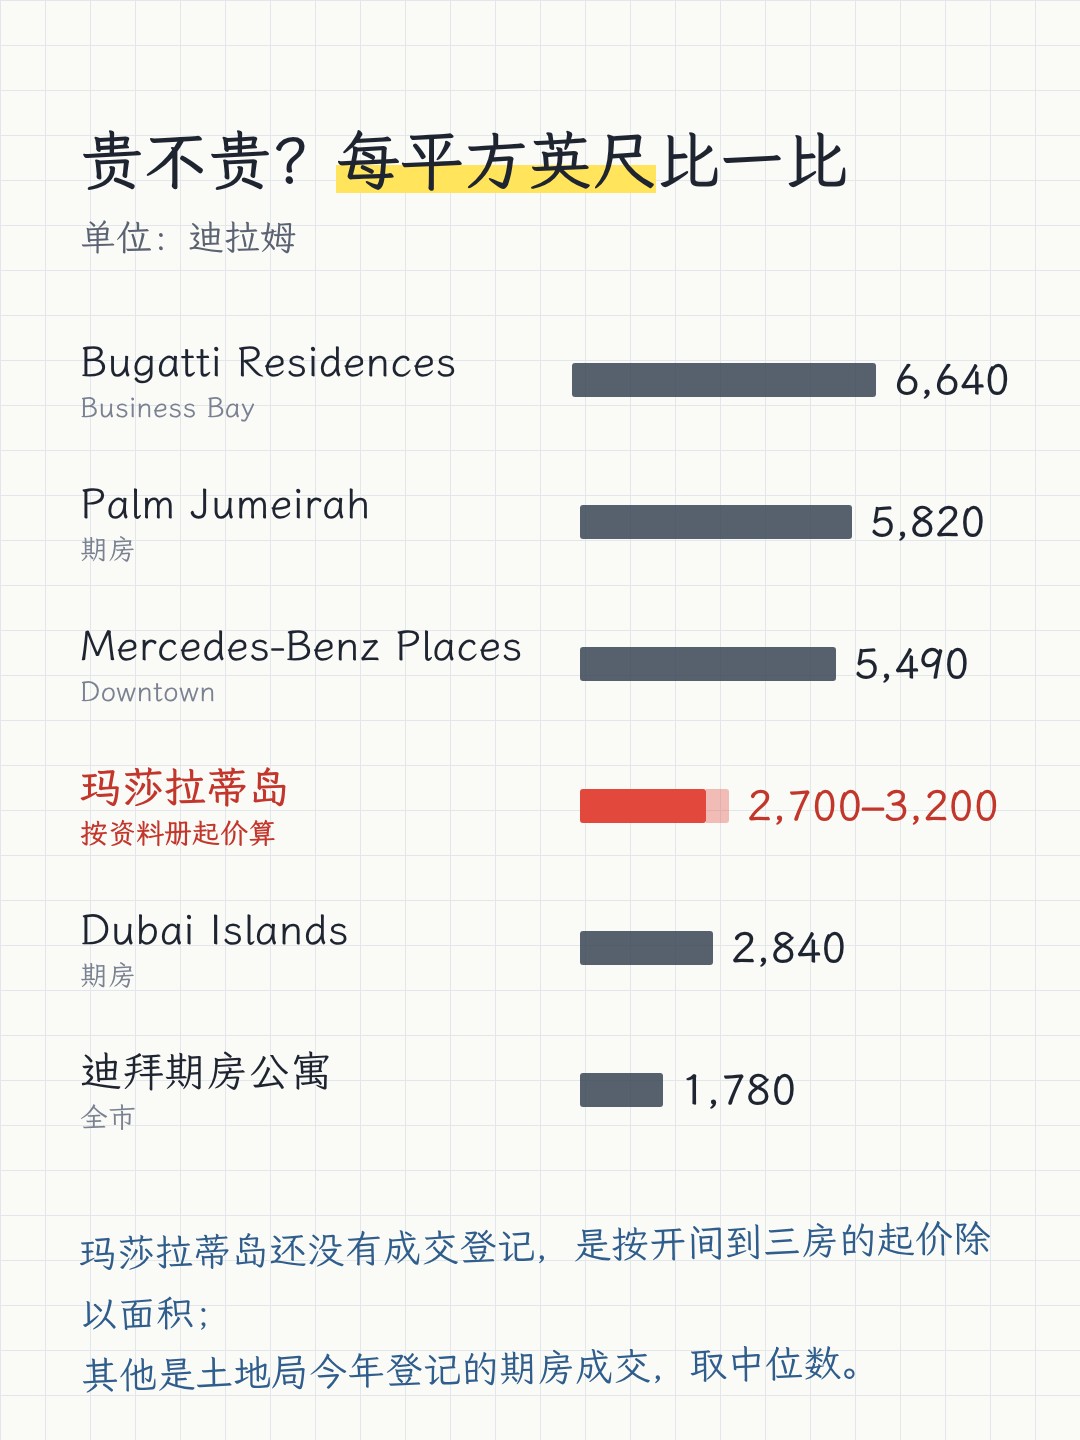 贵不贵？每平方英尺比一比
单位：迪拉姆
Bugatti Residences
Business Bay
6,640
Palm Jumeirah
期房
5,820
Mercedes-Benz Places
Downtown
5,490
玛莎拉蒂岛
按资料册起价算
2,700–3,200
Dubai Islands
期房
2,840
迪拜期房公寓
全市
1,780
玛莎拉蒂岛还没有成交登记，是按开间到三房的起价除
以面积；
其他是土地局今年登记的期房成交，取中位数。